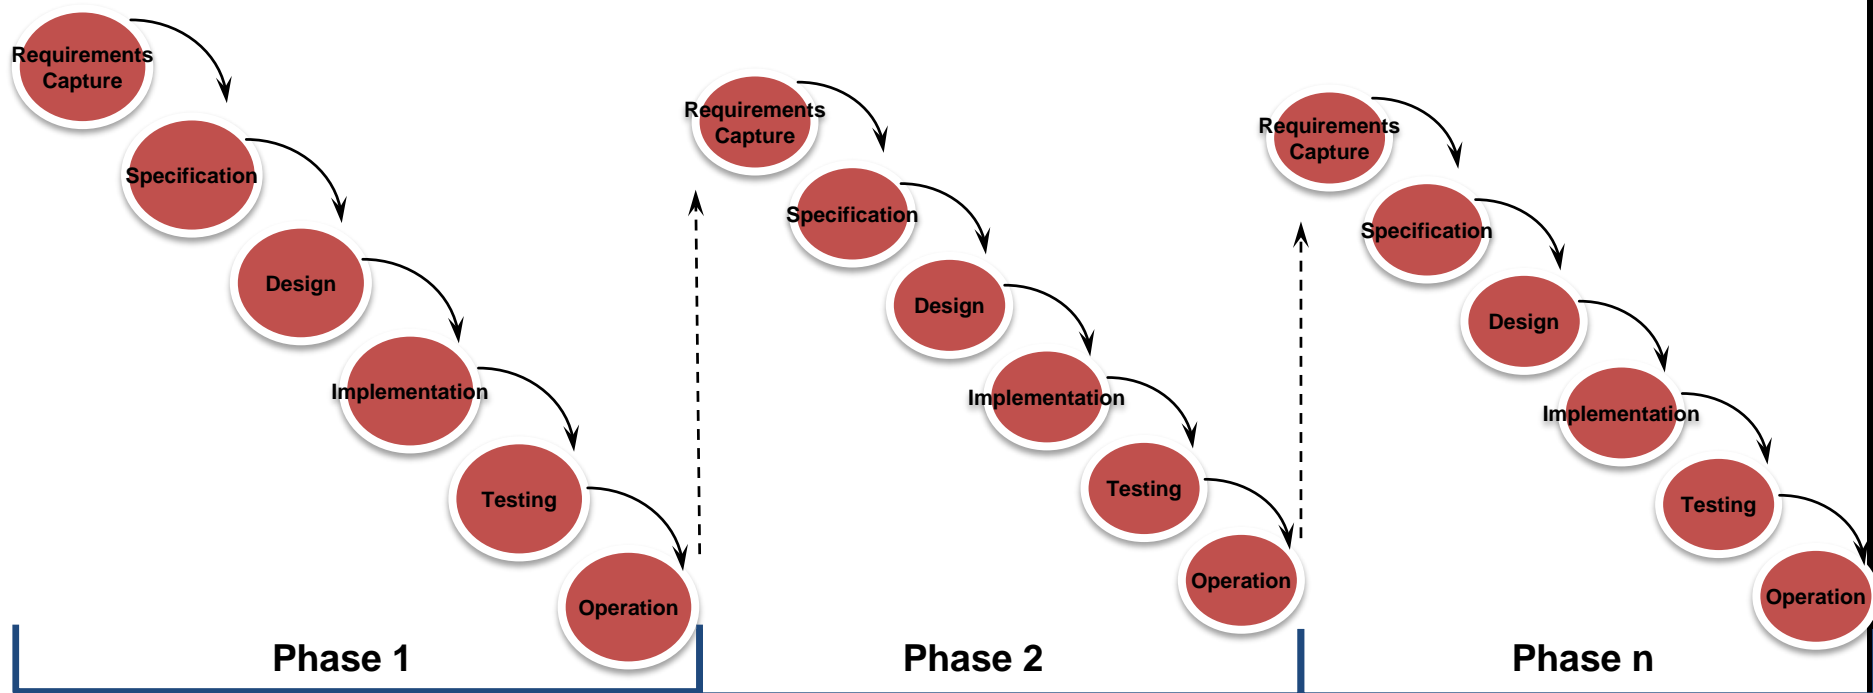 Requirements
Capture
Specification
Design
Implementation
Testing
Operation
Phase 1
Requirements
Capture
Specification
Design
Implementation
Testing
Operation
Phase 2
Requirements
Capture
Specification
Design
Implementation
Testing
Operation
Phase n